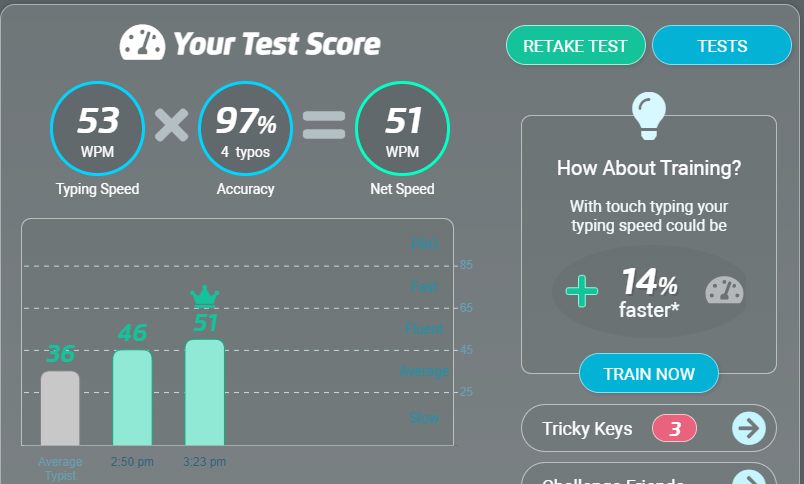 Your Test Score
RETAKE TEST
TESTS
53
WPM
Typing Speed
97%
4 typos
Accuracy
51
WPM
Net Speed
How About Training?
With touch typing your
typing speed could be
14%
faster*
TRAIN NOW
Tricky Keys 3
85
Fast
65
Fluent
45
Average
25
Slow
36
46
51
Average
Typist
2:50 pm
3:23 pm